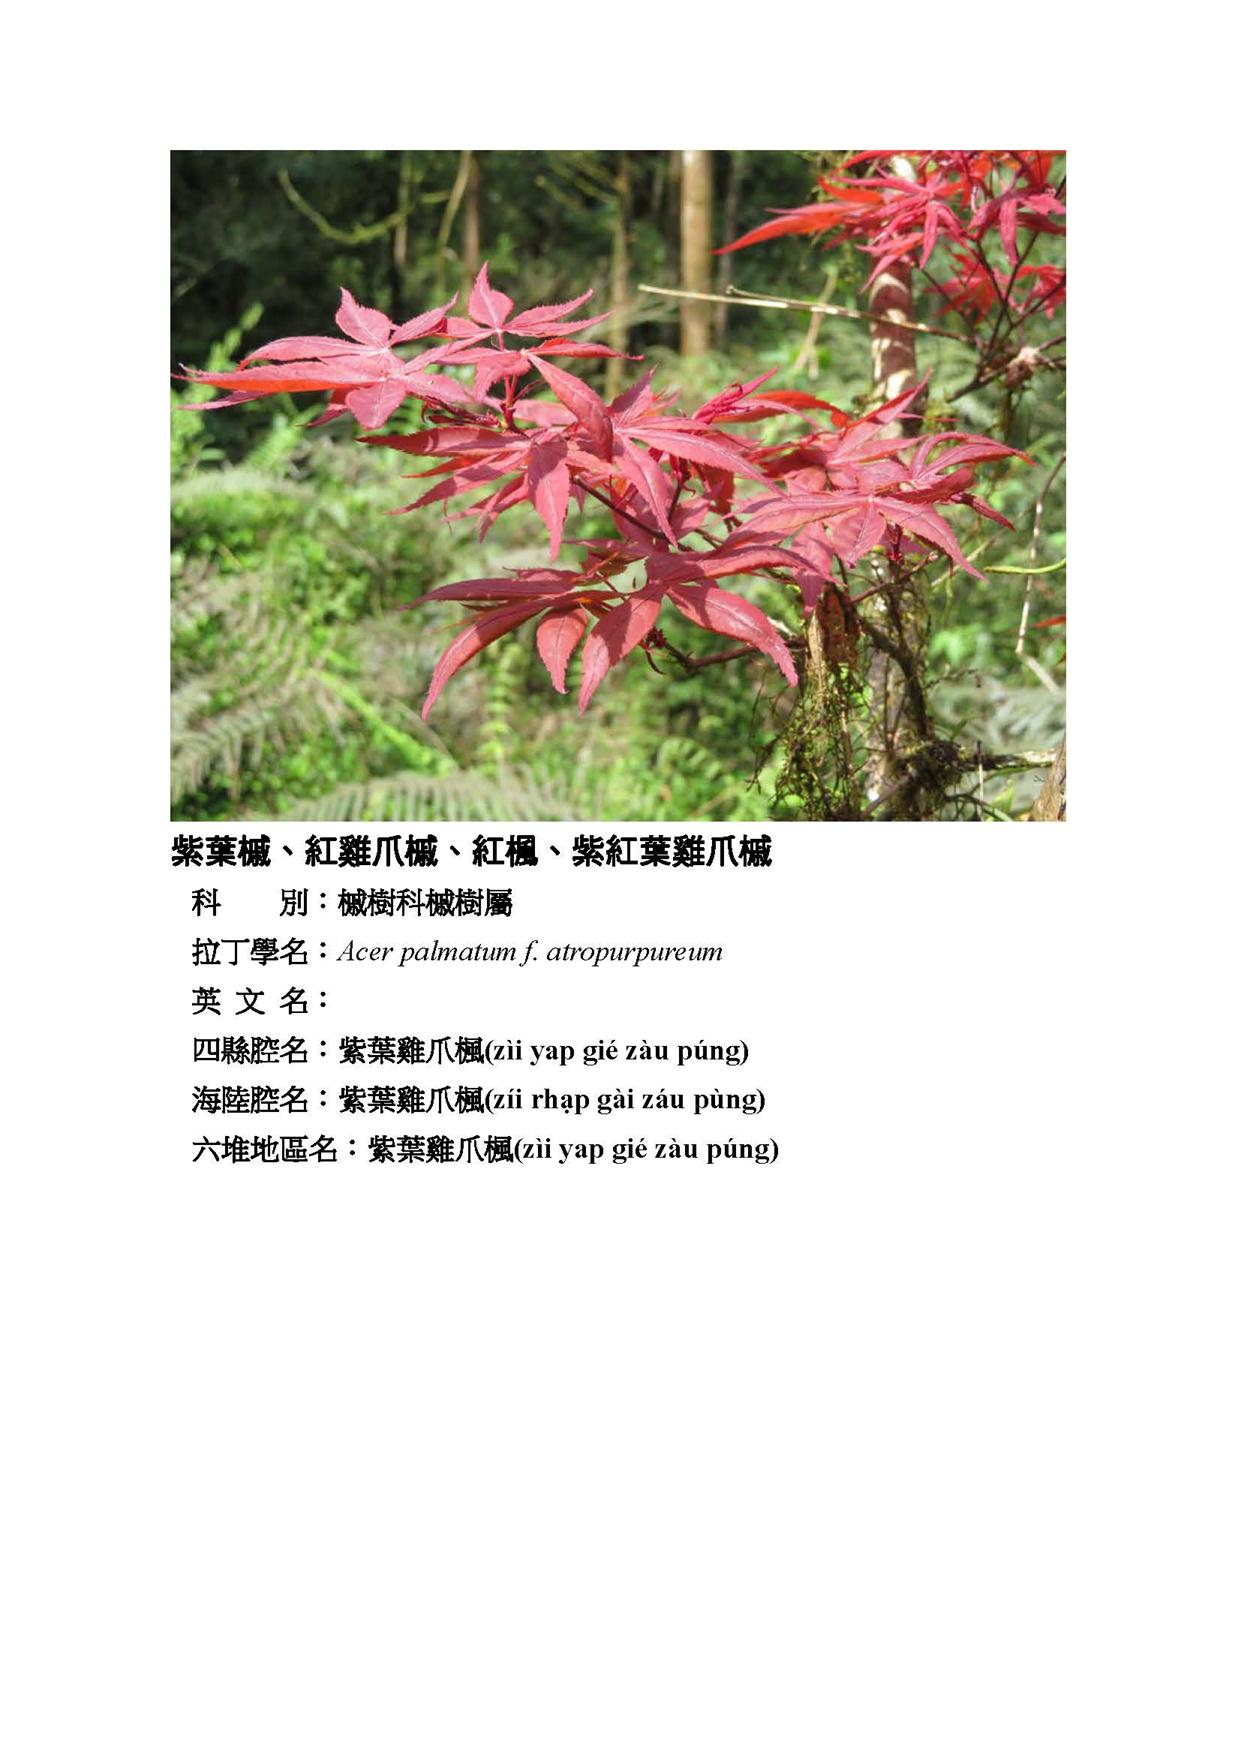 紫葉槭、紅雞爪槭、紅楓、紫紅葉雞爪槭
科　　別：槭樹科槭樹屬
拉丁學名：Acer palmatum f. atropurpureum
英 文 名：
四縣腔名：紫葉雞爪楓(zìi yap gié zàu púng)
海陸腔名：紫葉雞爪楓(zíi rhạp gài záu pùng)
六堆地區名：紫葉雞爪楓(zìi yap gié zàu púng)